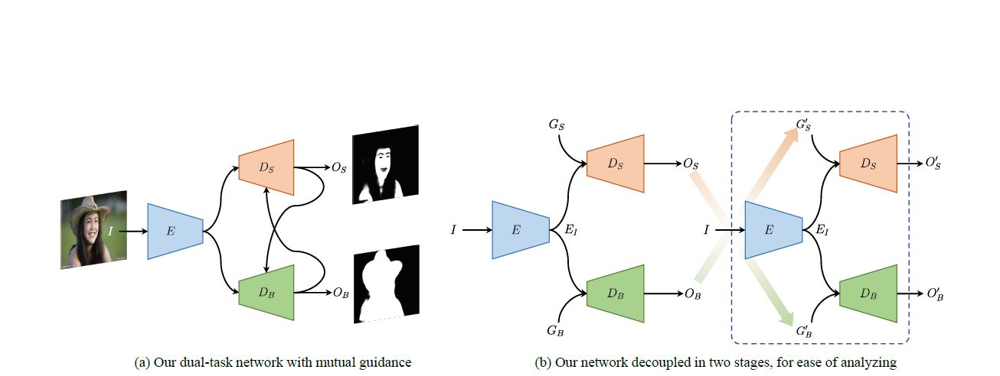 I
E
D_S
D_B
O_S
O_B
(a) Our dual-task network with mutual guidance
I
E
E_I
G_S
G_B
D_S
D_B
O_S
O_B
I
E
E_I
G'_S
G'_B
D_S
D_B
O'_S
O'_B
(b) Our network decoupled in two stages, for ease of analyzing